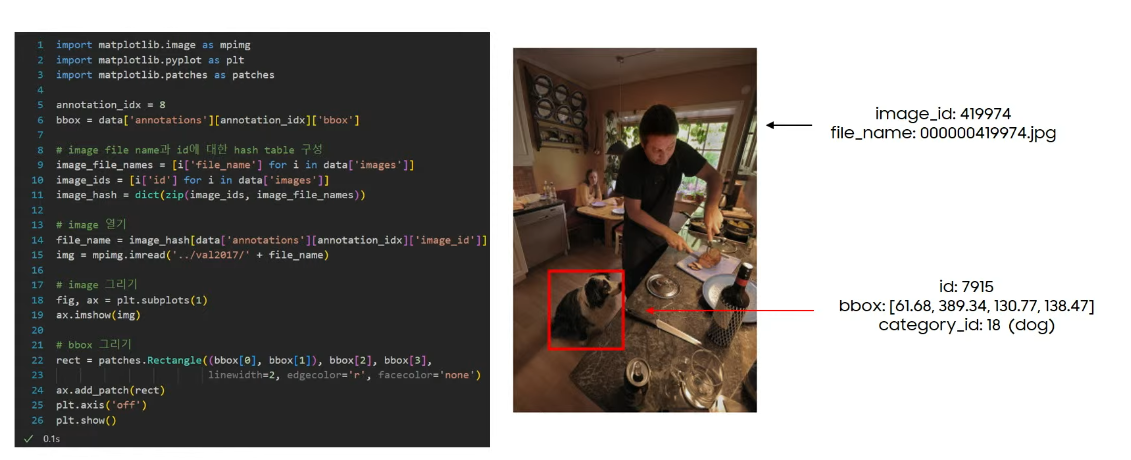 1 import matplotlib.image as mpimg
2 import matplotlib.pyplot as plt
3 import matplotlib.patches as patches
4
5 annotation_idx = 8
6 bbox = data['annotations'][annotation_idx]['bbox']
7
8 # image file name과 id에 대한 hash table 구성
9 image_file_names = [i['file_name'] for i in data['images']]
10 image_ids = [i['id'] for i in data['images']]
11 image_hash = dict(zip(image_ids, image_file_names))
12
13 # image 열기
14 file_name = image_hash[data['annotations'][annotation_idx]['image_id']]
15 img = mpimg.imread('../val2017/' + file_name)
16
17 # image 그리기
18 fig, ax = plt.subplots(1)
19 ax.imshow(img)
20
21 # bbox 그리기
22 rect = patches.Rectangle((bbox[0], bbox[1]), bbox[2], bbox[3],
23 linewidth=2, edgecolor='r', facecolor='none')
24 ax.add_patch(rect)
25 plt.axis('off')
26 plt.show()
0.1s
image_id: 419974
file_name: 000000419974.jpg
id: 7915
bbox: [61.68, 389.34, 130.77, 138.47]
category_id: 18 (dog)